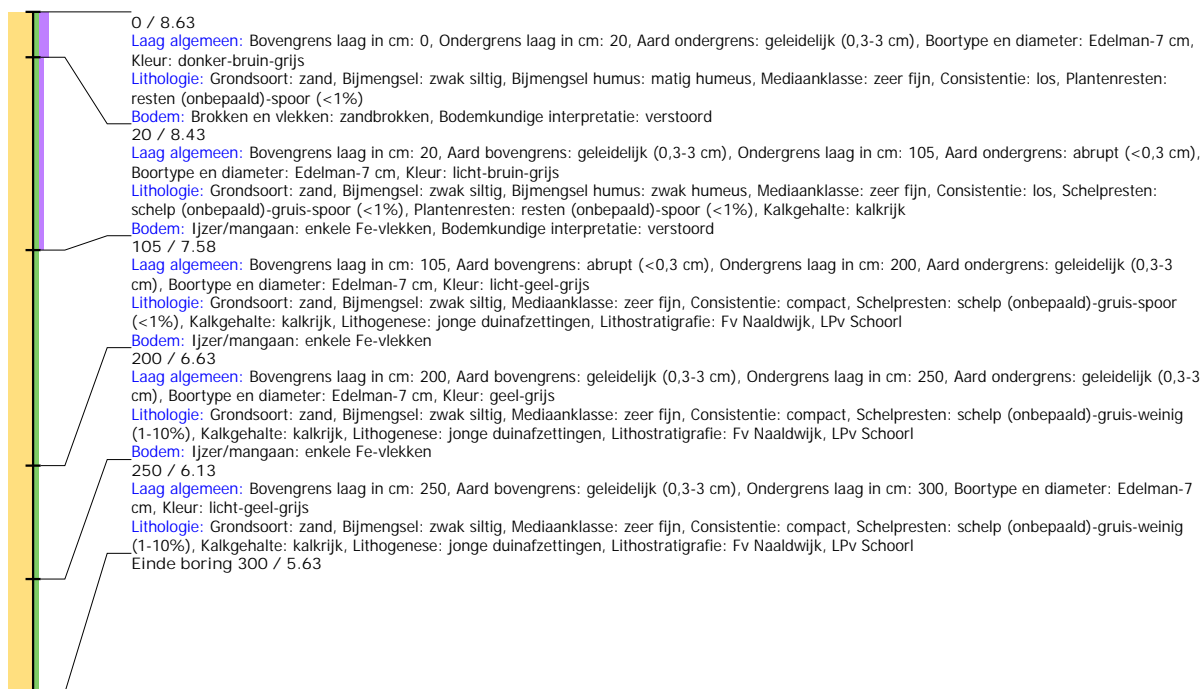 0 / 8.63
Laag algemeen: Bovengrens laag in cm: 0, Ondergrens laag in cm: 20, Aard ondergrens: geleidelijk (0,3-3 cm), Boortype en diameter: Edelman-7 cm,
Kleur: donker-bruin-grijs
Lithologie: Grondsoort: zand, Bijmengsel: zwak siltig, Bijmengsel humus: matig humeus, Mediaanklasse: zeer fijn, Consistentie: los, Plantenresten:
resten (onbepaald)-spoor (<1%)
Bodem: Brokken en vlekken: zandbrokken, Bodemkundige interpretatie: verstoord
20 / 8.43
Laag algemeen: Bovengrens laag in cm: 20, Aard bovengrens: geleidelijk (0,3-3 cm), Ondergrens laag in cm: 105, Aard ondergrens: abrupt (<0,3 cm),
Boortype en diameter: Edelman-7 cm, Kleur: licht-bruin-grijs
Lithologie: Grondsoort: zand, Bijmengsel: zwak siltig, Bijmengsel humus: zwak humeus, Mediaanklasse: zeer fijn, Consistentie: los, Schelpresten:
schelp (onbepaald)-gruis-spoor (<1%), Plantenresten: resten (onbepaald)-spoor (<1%), Kalkgehalte: kalkrijk
Bodem: Ijzer/mangaan: enkele Fe-vlekken, Bodemkundige interpretatie: verstoord
105 / 7.58
Laag algemeen: Bovengrens laag in cm: 105, Aard bovengrens: abrupt (<0,3 cm), Ondergrens laag in cm: 200, Aard ondergrens: geleidelijk (0,3-3
cm), Boortype en diameter: Edelman-7 cm, Kleur: licht-geel-grijs
Lithologie: Grondsoort: zand, Bijmengsel: zwak siltig, Mediaanklasse: zeer fijn, Consistentie: compact, Schelpresten: schelp (onbepaald)-gruis-spoor
(<1%), Kalkgehalte: kalkrijk, Lithogenese: jonge duinafzettingen, Lithostratigrafie: Fv Naaldwijk, LPv Schoorl
Bodem: Ijzer/mangaan: enkele Fe-vlekken
200 / 6.63
Laag algemeen: Bovengrens laag in cm: 200, Aard bovengrens: geleidelijk (0,3-3 cm), Ondergrens laag in cm: 250, Aard ondergrens: geleidelijk (0,3-3
cm), Boortype en diameter: Edelman-7 cm, Kleur: geel-grijs
Lithologie: Grondsoort: zand, Bijmengsel: zwak siltig, Mediaanklasse: zeer fijn, Consistentie: compact, Schelpresten: schelp (onbepaald)-gruis-weinig
(1-10%), Kalkgehalte: kalkrijk, Lithogenese: jonge duinafzettingen, Lithostratigrafie: Fv Naaldwijk, LPv Schoorl
Bodem: Ijzer/mangaan: enkele Fe-vlekken
250 / 6.13
Laag algemeen: Bovengrens laag in cm: 250, Aard bovengrens: geleidelijk (0,3-3 cm), Ondergrens laag in cm: 300, Boortype en diameter: Edelman-7
cm, Kleur: licht-geel-grijs
Lithologie: Grondsoort: zand, Bijmengsel: zwak siltig, Mediaanklasse: zeer fijn, Consistentie: compact, Schelpresten: schelp (onbepaald)-gruis-weinig
(1-10%), Kalkgehalte: kalkrijk, Lithogenese: jonge duinafzettingen, Lithostratigrafie: Fv Naaldwijk, LPv Schoorl
Einde boring 300 / 5.63